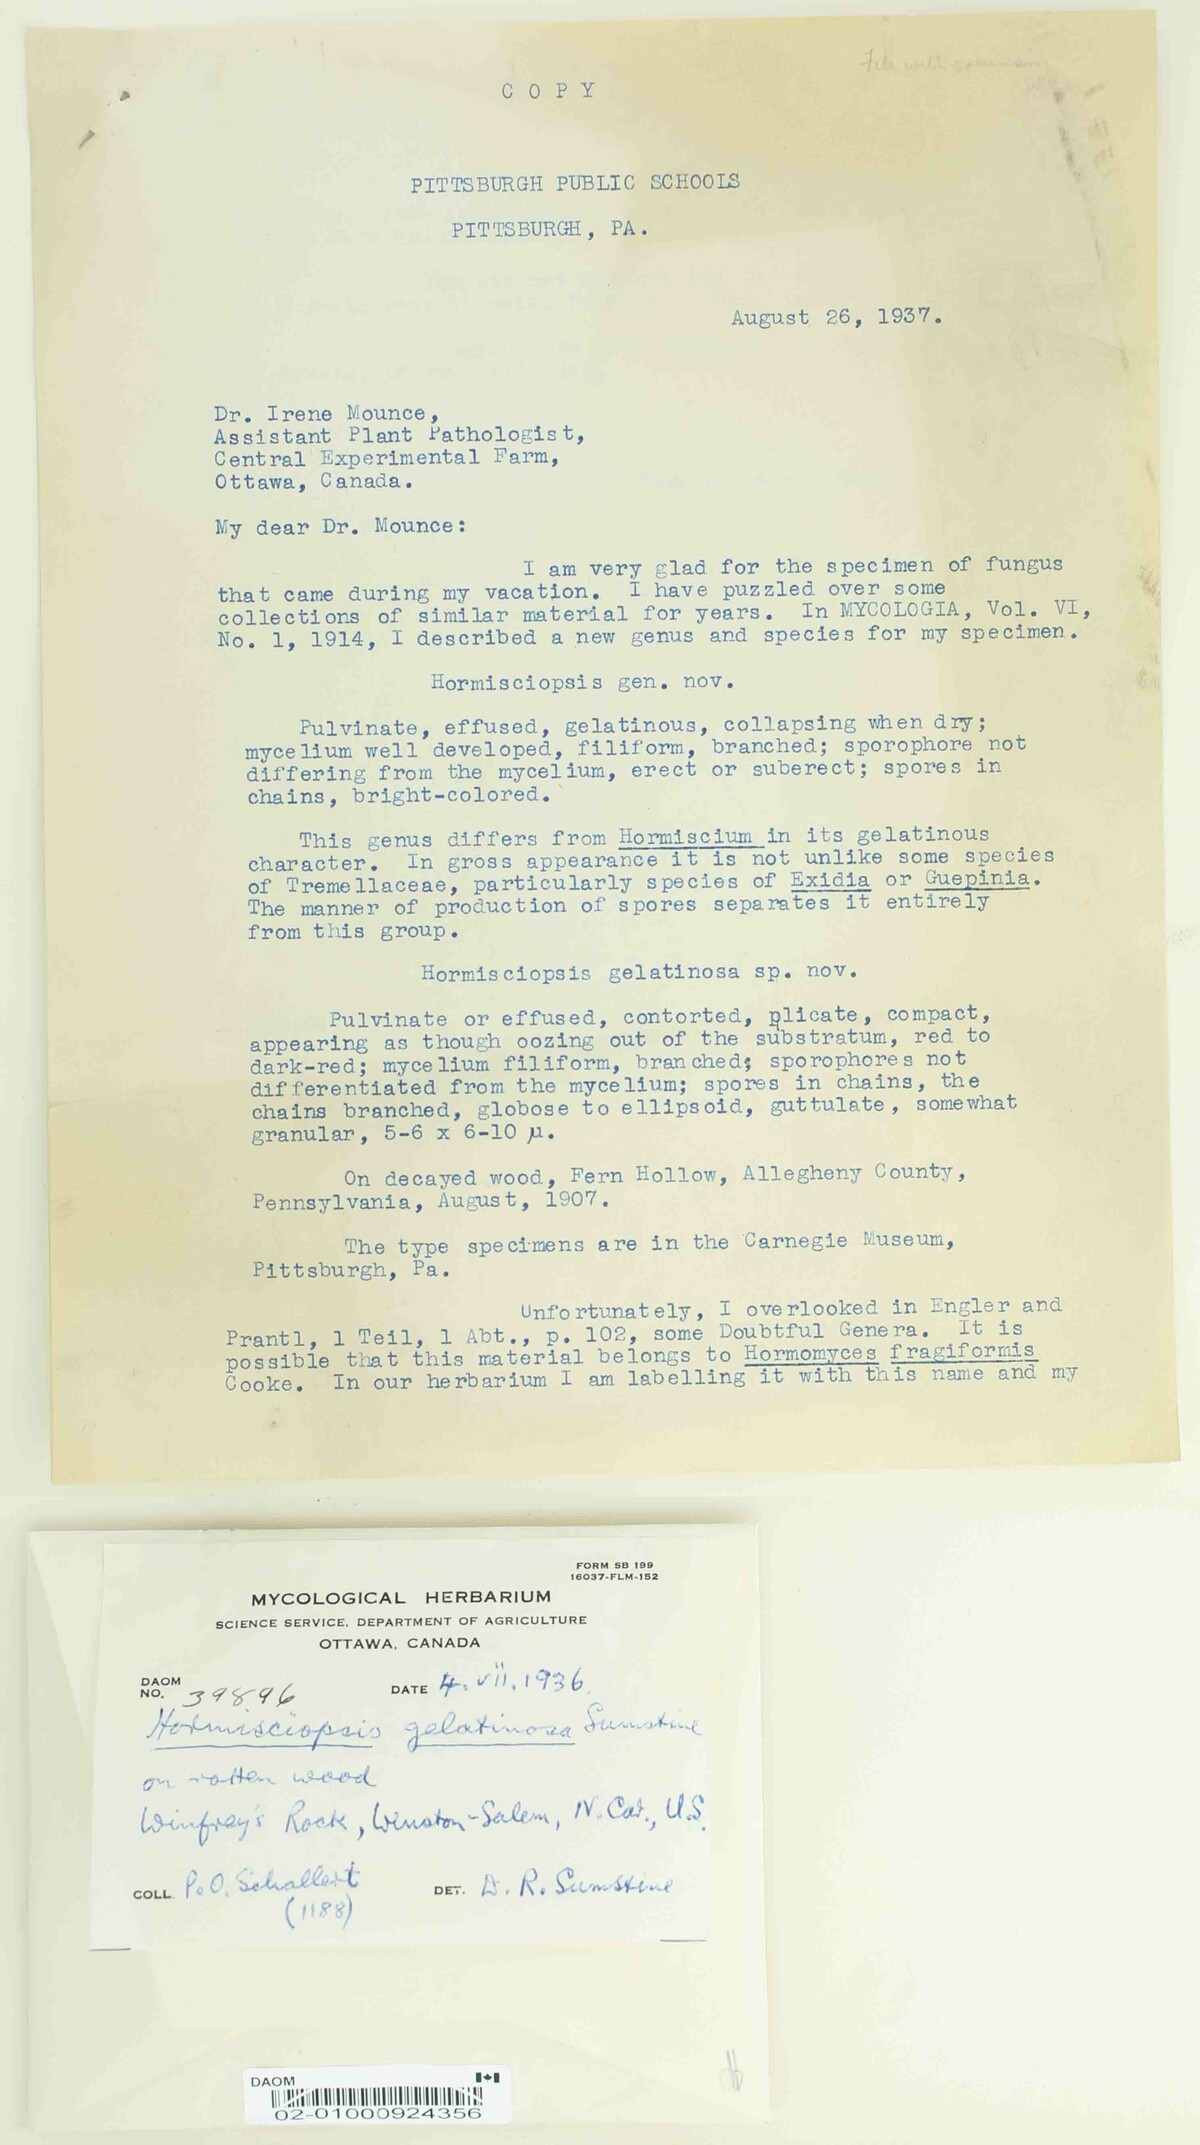 File with specimen
COPY
PITTSBURGH PUBLIC SCHOOLS
PITTSBURGH, PA.
August 26, 1937.
Dr. Irene Mounce,
Assistant Plant Pathologist,
Central Experimental Farm,
Ottawa, Canada.
My dear Dr. Mounce:
I am very glad for the specimen of fungus
that came during my vacation. I have puzzled over some
collections of similar material for years. In MYCOLOGIA, Vol. VI,
No. 1, 1914, I described a new genus and species for my specimen.
Hormisciopsis gen. nov.
Pulvinate, effused, gelatinous, collapsing when dry;
mycelium well developed, filiform, branched; sporophore not
differing from the mycelium, erect or suberect; spores in
chains, bright-colored.
This genus differs from Hormiscium in its gelatinous
character. In gross appearance it is not unlike some species
of Tremellaceae, particularly species of Exidia or Guepinia.
The manner of production of spores separates it entirely
from this group.
Hormisciopsis gelatinosa sp. nov.
Pulvinate or effused, contorted, plicate, compact,
appearing as though oozing out of the substratum, red to
dark-red; mycelium filiform, branched; sporophores not
differentiated from the mycelium; spores in chains, the
chains branched, globose to ellipsoid, guttulate, somewhat
granular, 5-6 x 6-10 µ.
On decayed wood, Fern Hollow, Allegheny County,
Pennsylvania, August, 1907.
The type specimens are in the Carnegie Museum,
Pittsburgh, Pa.
Unfortunately, I overlooked in Engler and
Prantl, 1 Teil, 1 Abt., p. 102, some Doubtful Genera. It is
possible that this material belongs to Hormomyces fragiformis
Cooke. In our herbarium I am labelling it with this name and my
FORM SB 199
16037-FLM-152
MYCOLOGICAL HERBARIUM
SCIENCE SERVICE, DEPARTMENT OF AGRICULTURE
OTTAWA, CANADA
DAOM NO. 39896 DATE 4.vii.1936.
Hormisciopsis gelatinosa Sumstine
on rotten wood
Winfrey's Rock, Winston-Salem, N. Car., U.S.
COLL. P.O. Schallert DET. D. R. Sumstine
(1188)
DAOM
02-01000924356